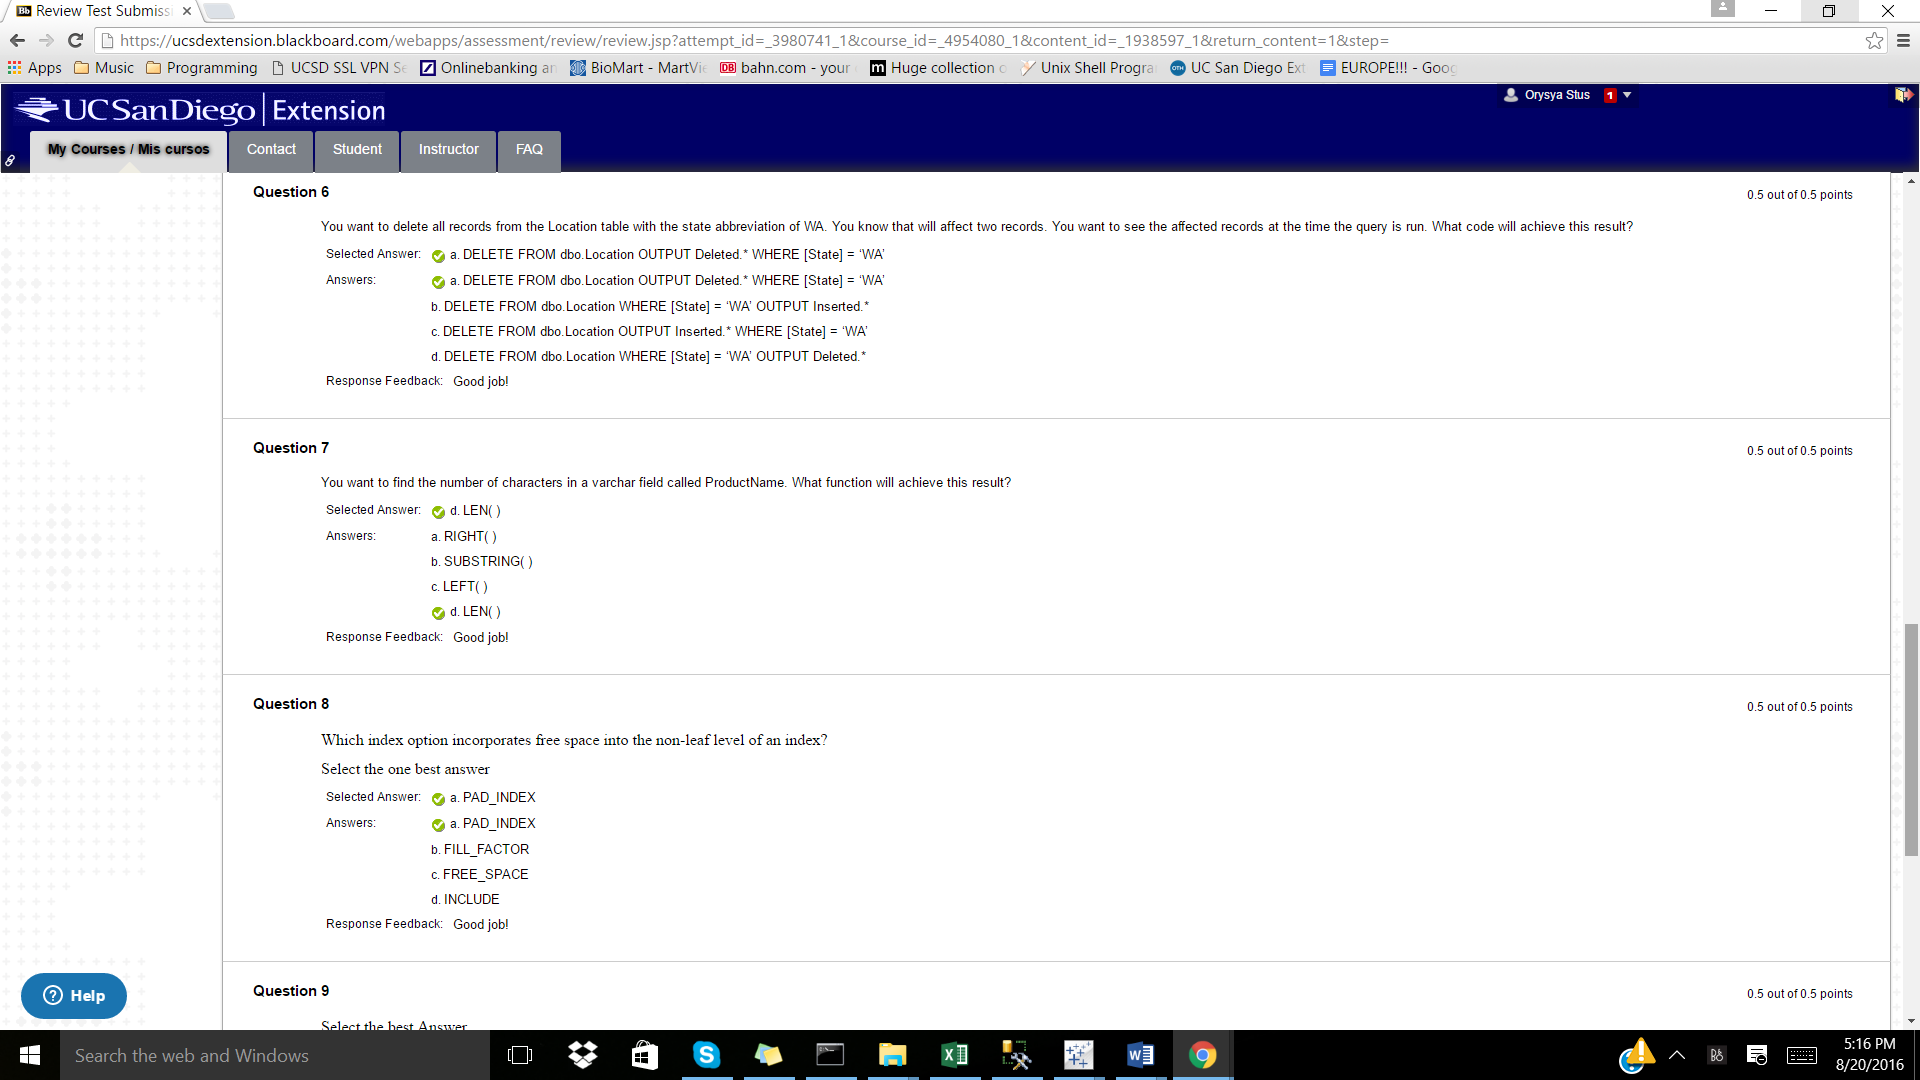 Review Test Submiss
https://ucsdextension.blackboard.com/webapps/assessment/review/review.jsp?attempt_id=_3980741_1&course_id=_4954080_1&content_id=_1938597_1&return_content=1&step=
Apps Music Programming UCSD SSL VPN Se Onlinebanking an BioMart - MartVi bahn.com - your Huge collection o Unix Shell Progra UC San Diego Ext EUROPE!!! - Goog
UC San Diego Extension
Orysya Stus 1
My Courses / Mis cursos Contact Student Instructor FAQ
Question 6
0.5 out of 0.5 points
You want to delete all records from the Location table with the state abbreviation of WA. You know that will affect two records. You want to see the affected records at the time the query is run. What code will achieve this result?
Selected Answer: a. DELETE FROM dbo.Location OUTPUT Deleted.* WHERE [State] = ‘WA’
Answers: a. DELETE FROM dbo.Location OUTPUT Deleted.* WHERE [State] = ‘WA’
b. DELETE FROM dbo.Location WHERE [State] = ‘WA’ OUTPUT Inserted.*
c. DELETE FROM dbo.Location OUTPUT Inserted.* WHERE [State] = ‘WA’
d. DELETE FROM dbo.Location WHERE [State] = ‘WA’ OUTPUT Deleted.*
Response Feedback: Good job!
Question 7
0.5 out of 0.5 points
You want to find the number of characters in a varchar field called ProductName. What function will achieve this result?
Selected Answer: d. LEN( )
Answers: a. RIGHT( )
b. SUBSTRING( )
c. LEFT( )
d. LEN( )
Response Feedback: Good job!
Question 8
0.5 out of 0.5 points
Which index option incorporates free space into the non-leaf level of an index?
Select the one best answer
Selected Answer: a. PAD_INDEX
Answers: a. PAD_INDEX
b. FILL_FACTOR
c. FREE_SPACE
d. INCLUDE
Response Feedback: Good job!
Question 9
0.5 out of 0.5 points
Select the best Answer
Help
Search the web and Windows
5:16 PM
8/20/2016